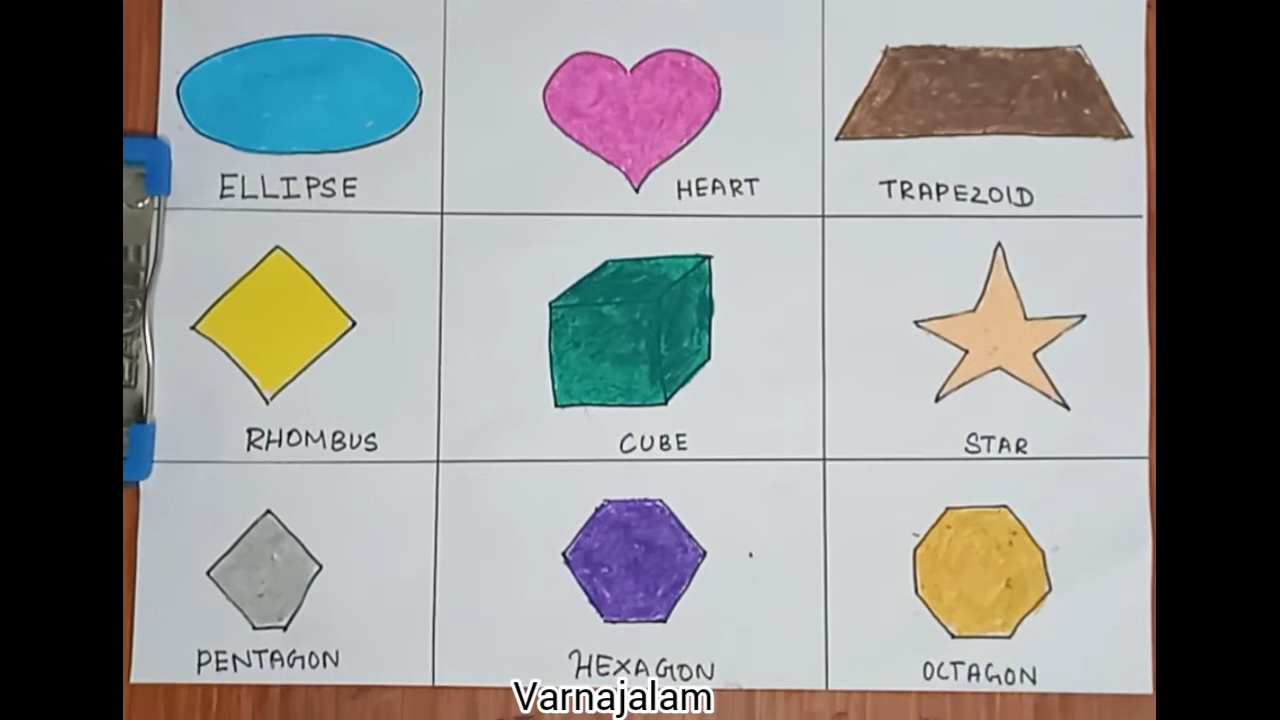 ELLIPSE
HEART
TRAPEZOID
RHOMBUS
CUBE
STAR
PENTAGON
HEXAGON
OCTAGON
Varnajalam